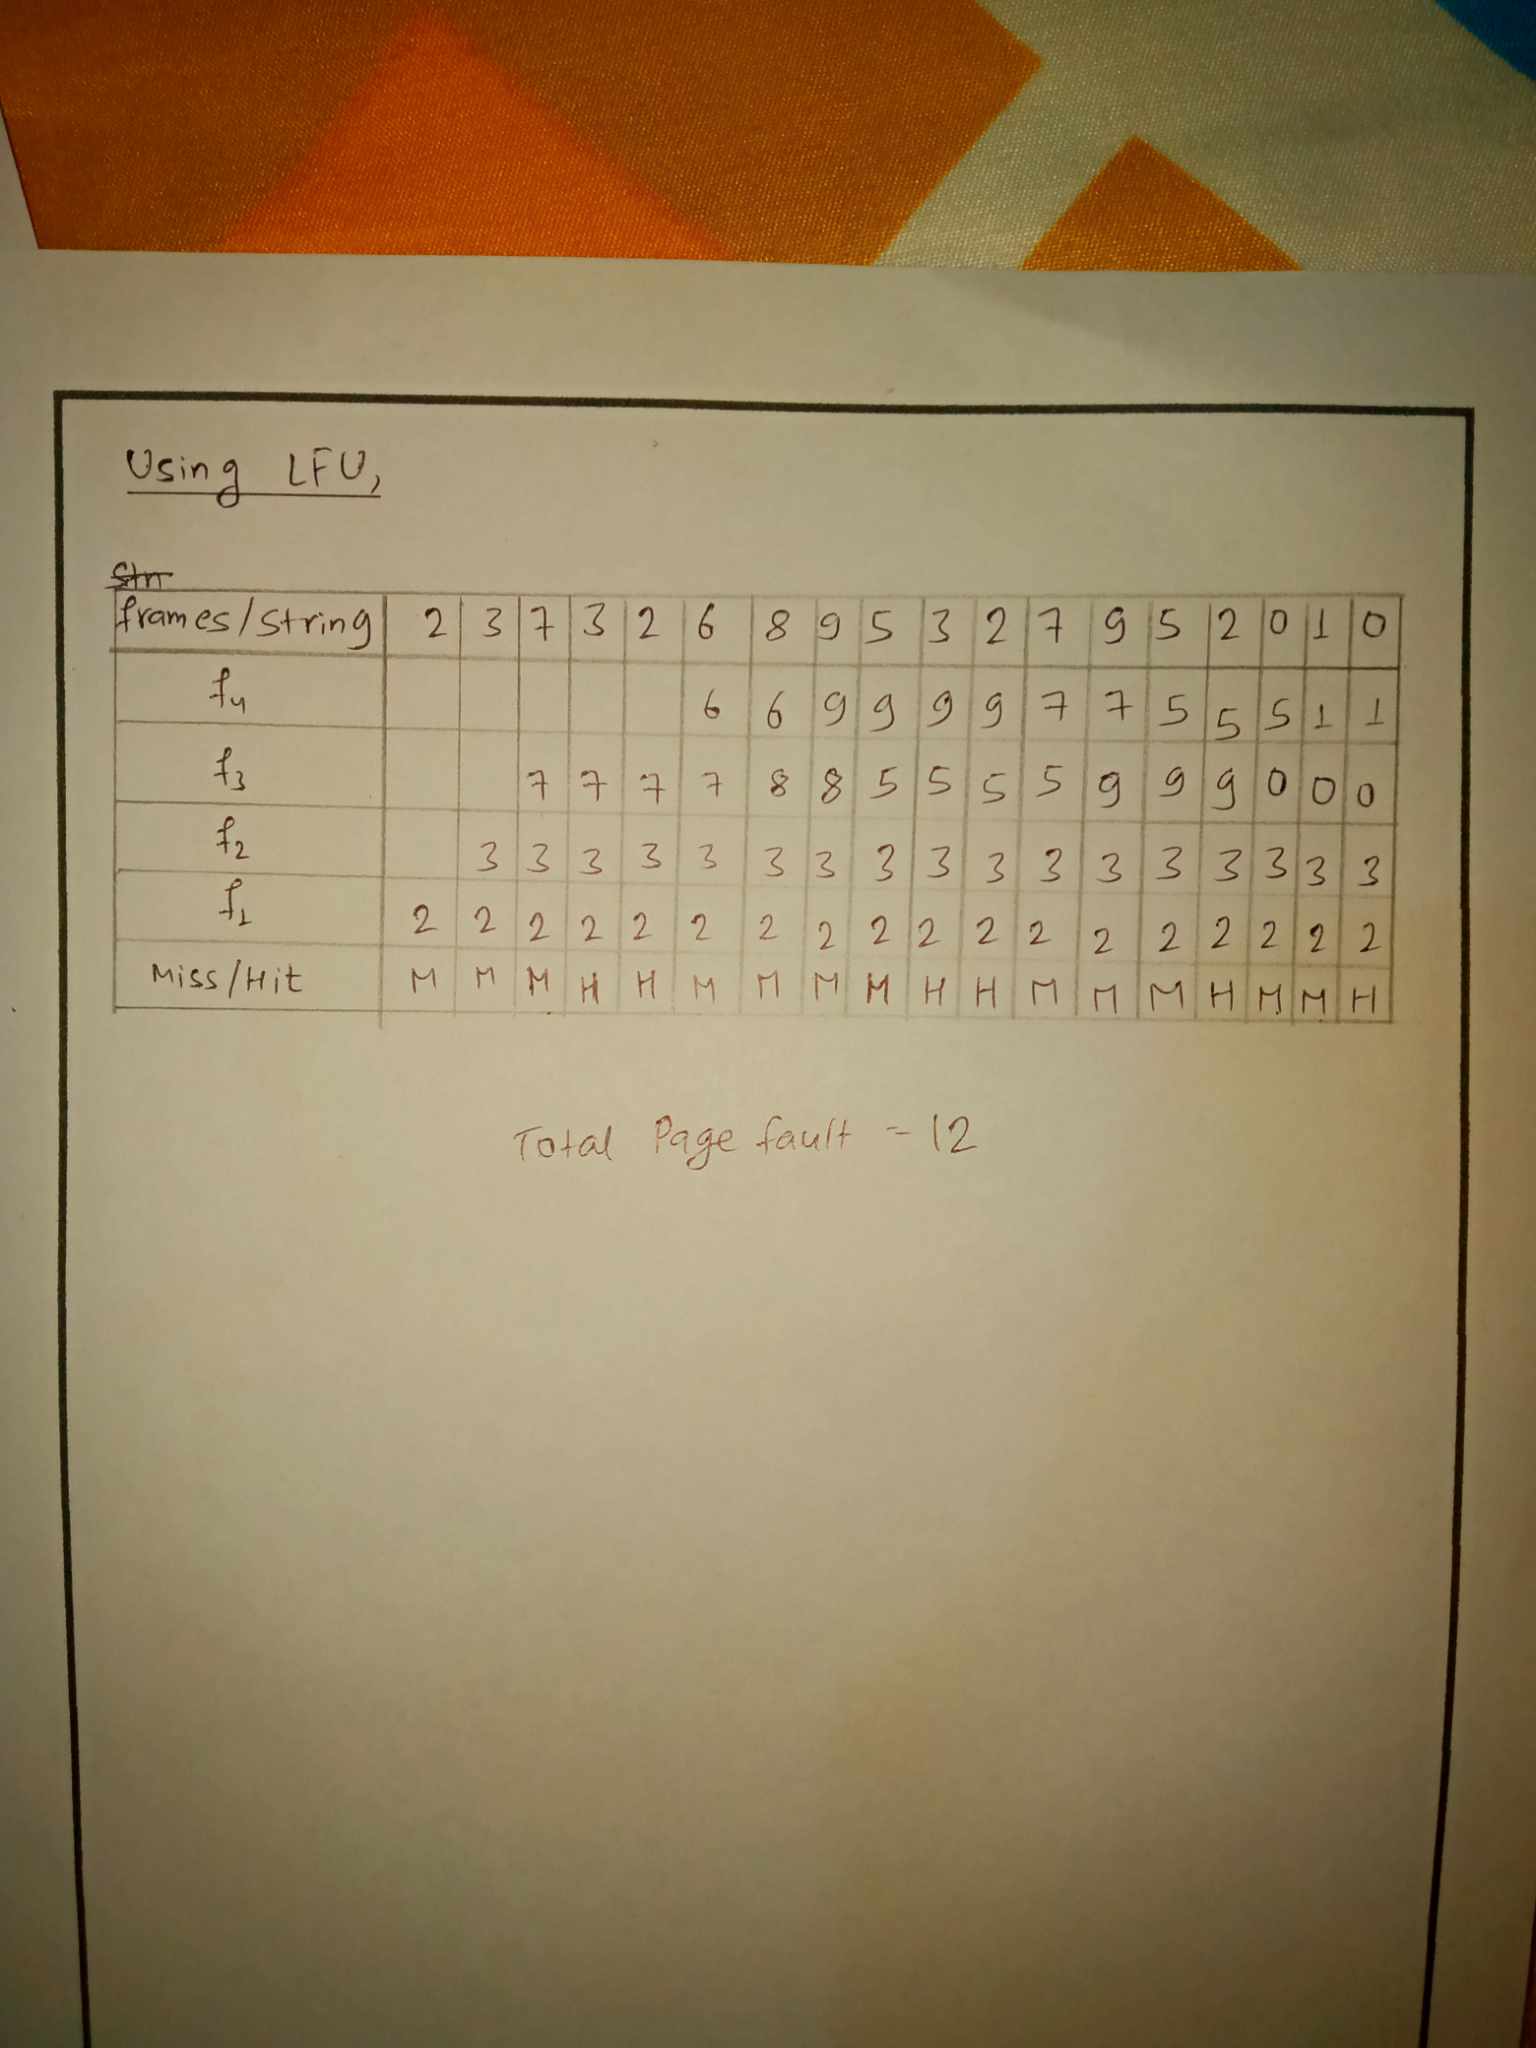 Using LFU,
Str
frames/string 2 3 7 3 2 6 8 9 5 3 2 7 9 5 2 0 1 0
f4 6 6 9 9 9 9 7 7 5 5 5 1 1
f3 7 7 7 7 8 8 5 5 5 5 9 9 9 0 0 0
f2 3 3 3 3 3 3 3 3 3 3 3 3 3 3 3 3 3
f1 2 2 2 2 2 2 2 2 2 2 2 2 2 2 2 2 2 2
Miss/Hit M M M H H M M M M H H M M M H M M H
Total Page fault = 12